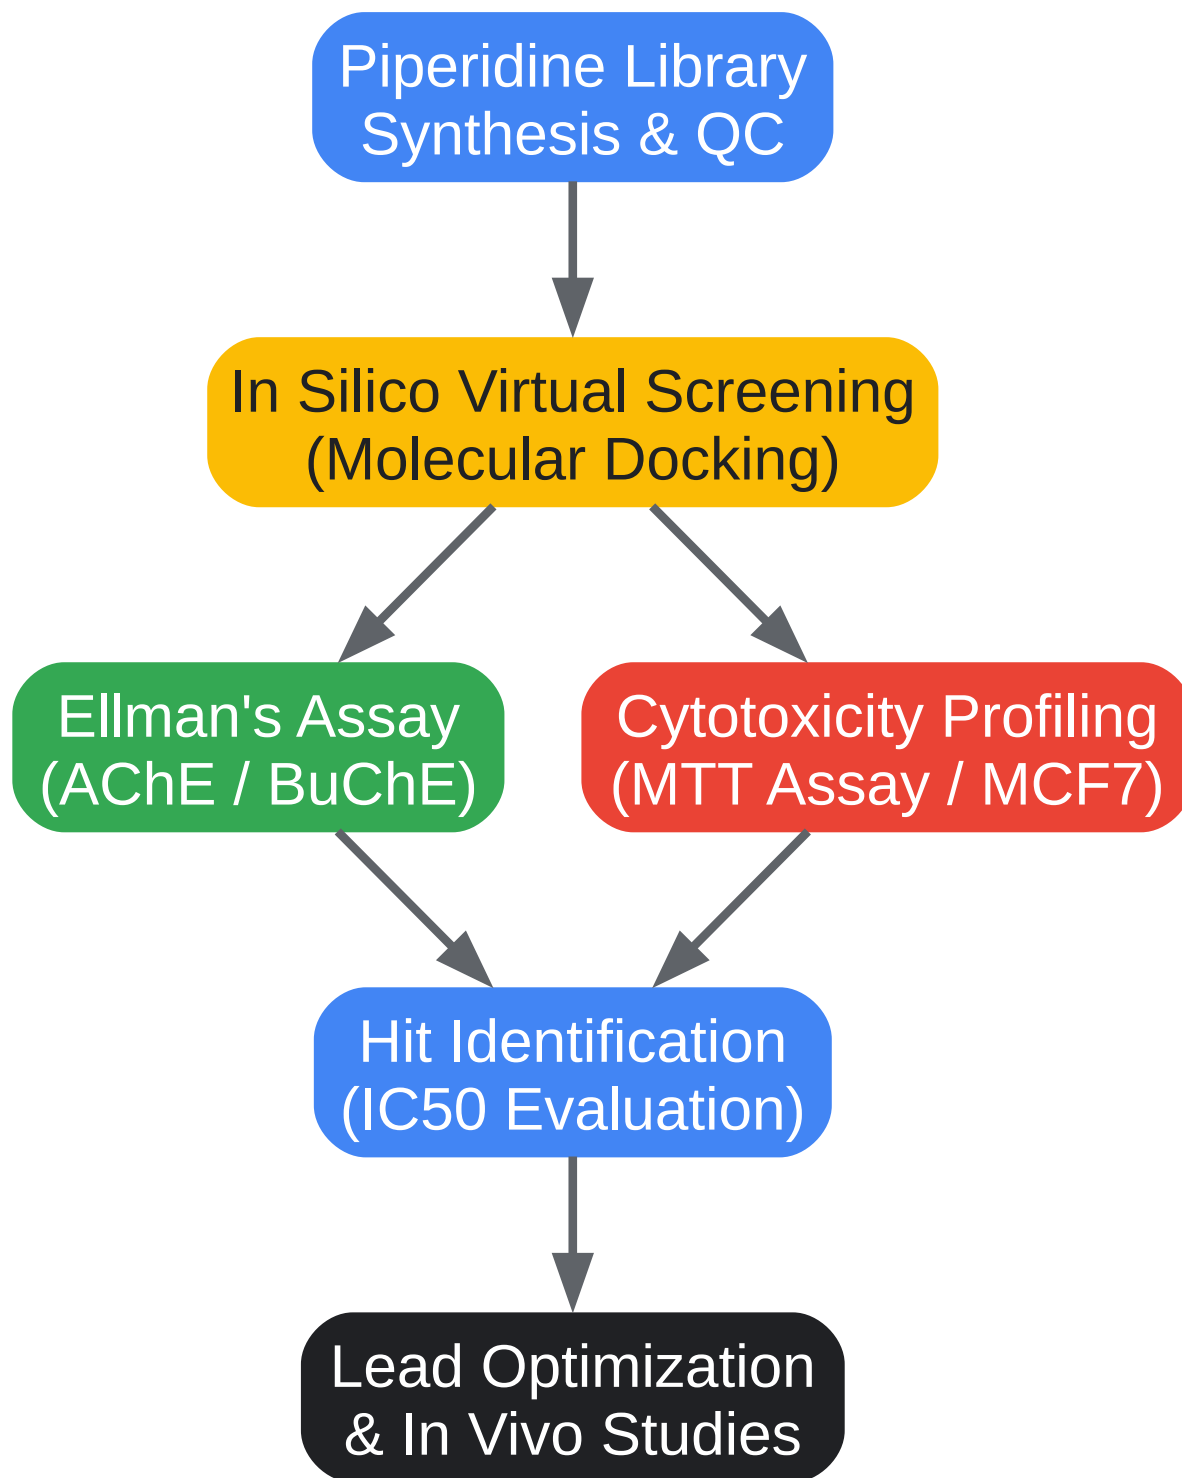 Piperidine Library
Synthesis & QC
In Silico Virtual Screening
(Molecular Docking)
Ellman's Assay
(AChE / BuChE)
Cytotoxicity Profiling
(MTT Assay / MCF7)
Hit Identification
(IC50 Evaluation)
Lead Optimization
& In Vivo Studies